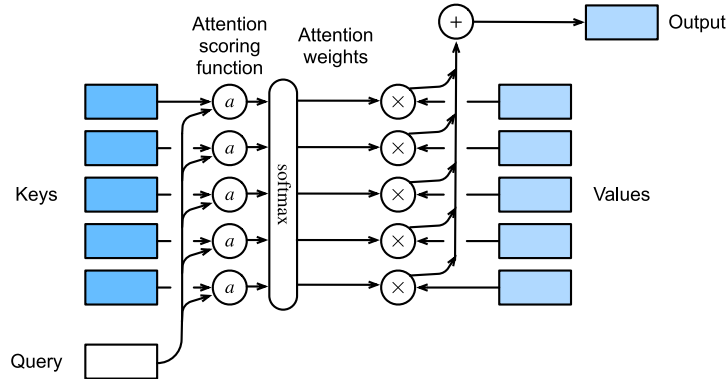 +
Output
Attention
scoring
function
Attention
weights
a
×
a
×
Keys
a
softmax
×
Values
a
×
a
×
Query